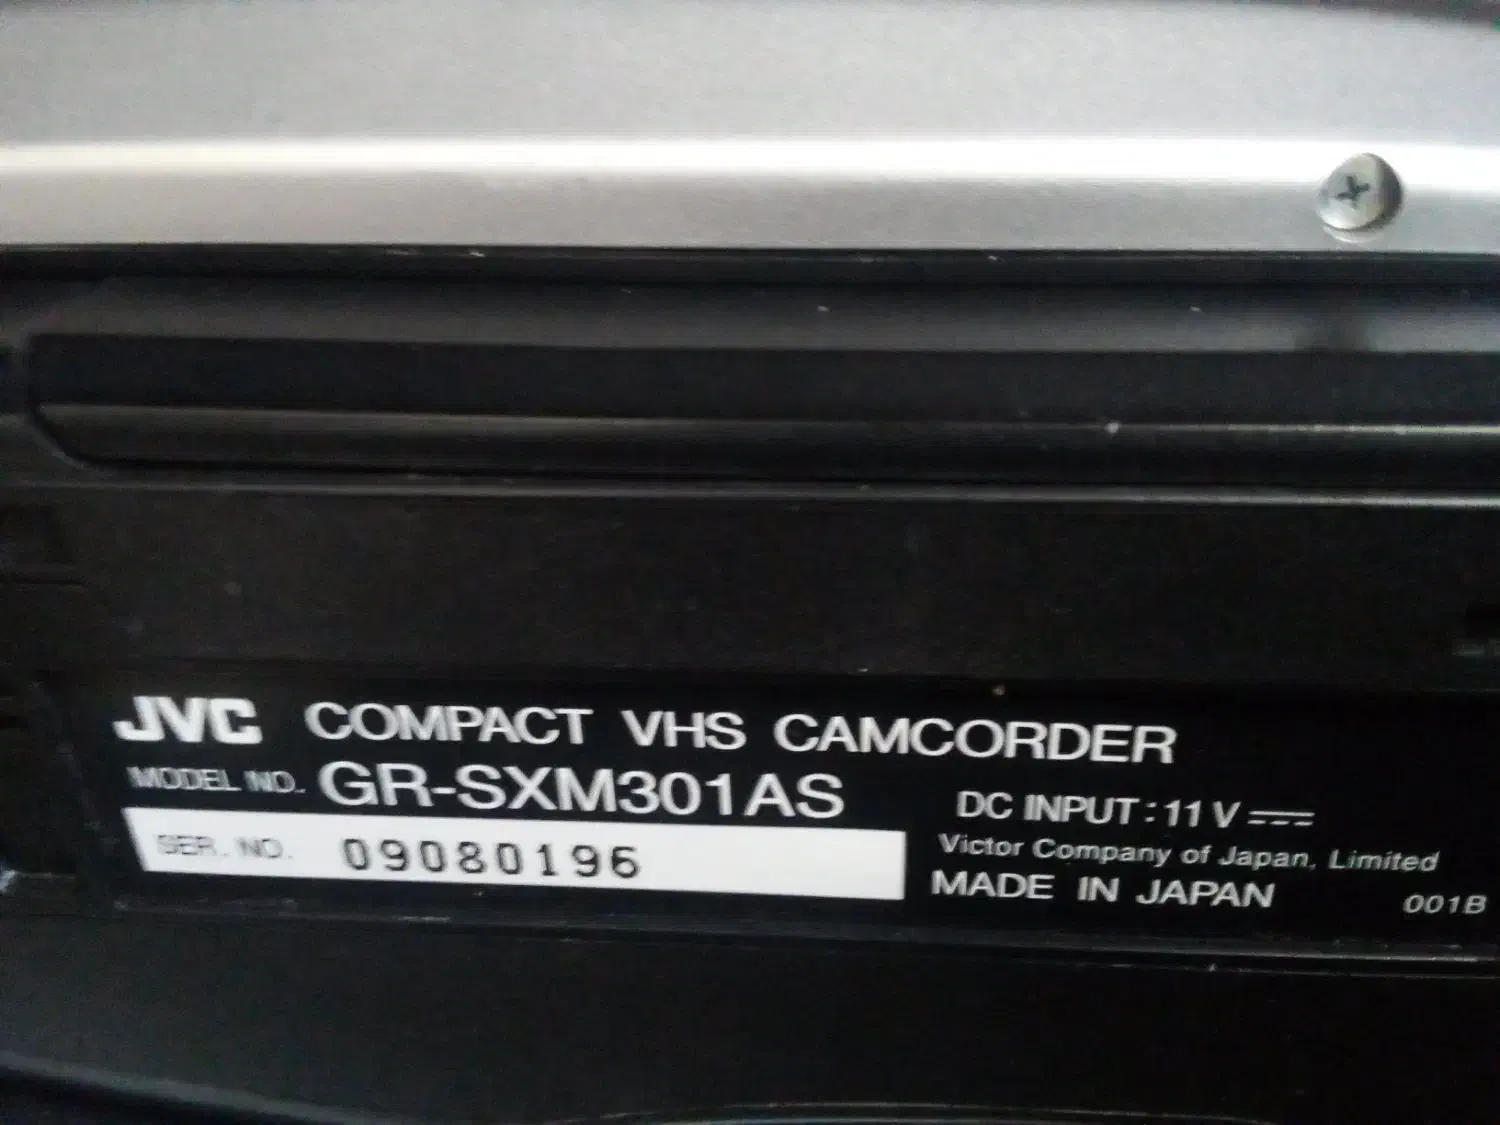 JVC COMPACT VHS CAMCORDER
MODEL NO. GR-SXM301AS
SER. NO. 09080196
DC INPUT : 11 V ⎓
Victor Company of Japan, Limited
MADE IN JAPAN 001B